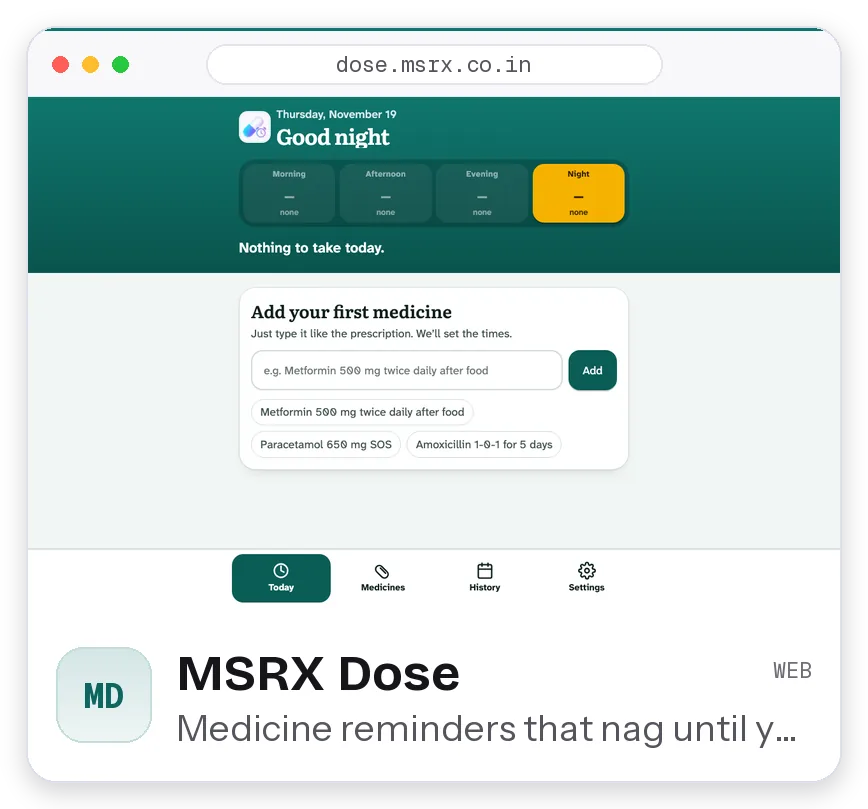 dose.msrx.co.in
Thursday, November 19
Good night
Morning Afternoon Evening Night
– – – –
none none none none
Nothing to take today.
Add your first medicine
Just type it like the prescription. We'll set the times.
e.g. Metformin 500 mg twice daily after food Add
Metformin 500 mg twice daily after food
Paracetamol 650 mg SOS Amoxicillin 1-0-1 for 5 days
Today Medicines History Settings
MD MSRX Dose WEB
Medicine reminders that nag until y...